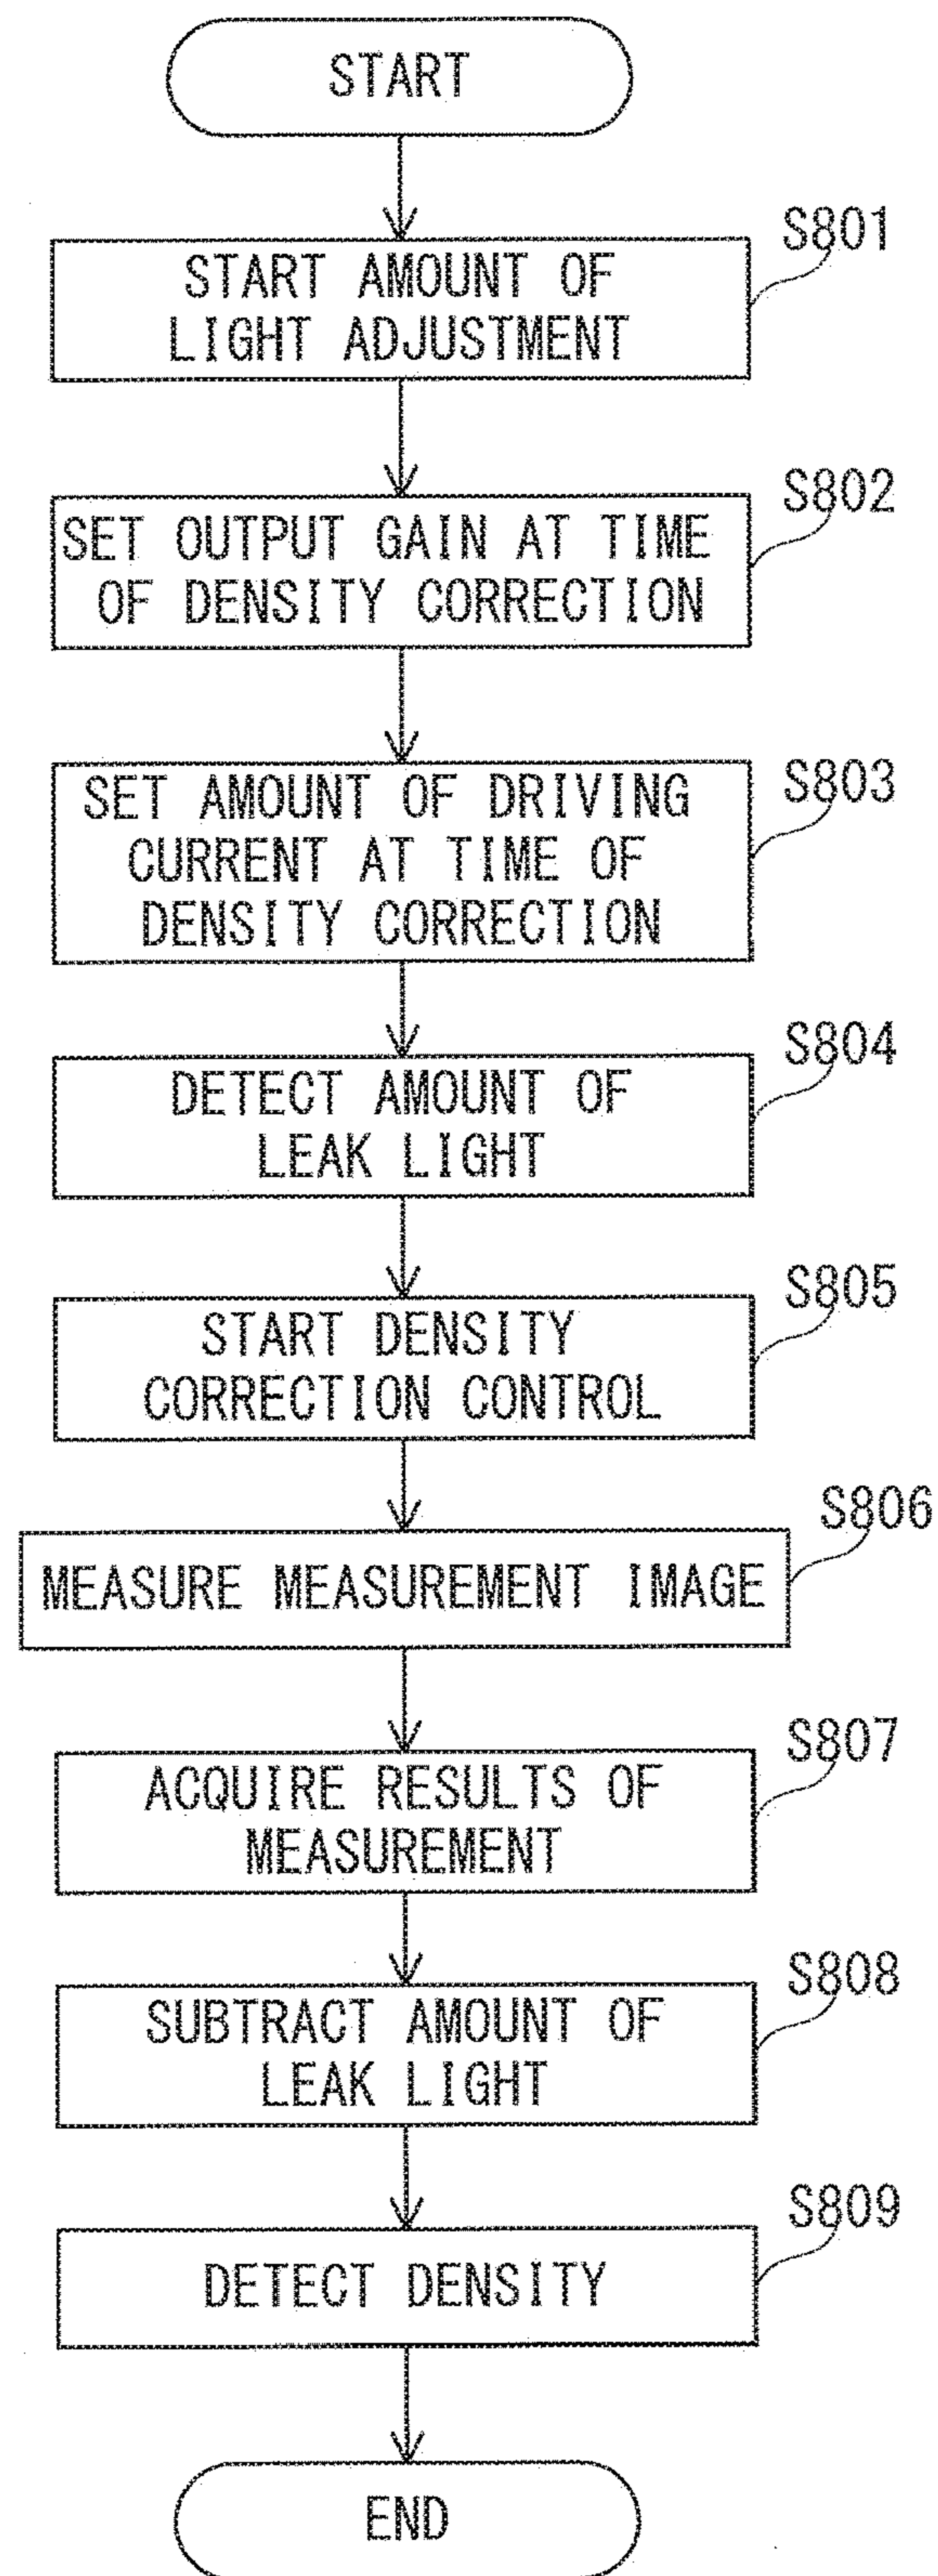 START
S801
START AMOUNT OF
LIGHT ADJUSTMENT
S802
SET OUTPUT GAIN AT TIME
OF DENSITY CORRECTION
S803
SET AMOUNT OF DRIVING
CURRENT AT TIME OF
DENSITY CORRECTION
S804
DETECT AMOUNT OF
LEAK LIGHT
S805
START DENSITY
CORRECTION CONTROL
S806
MEASURE MEASUREMENT IMAGE
S807
ACQUIRE RESULTS OF
MEASUREMENT
S808
SUBTRACT AMOUNT OF
LEAK LIGHT
S809
DETECT DENSITY
END